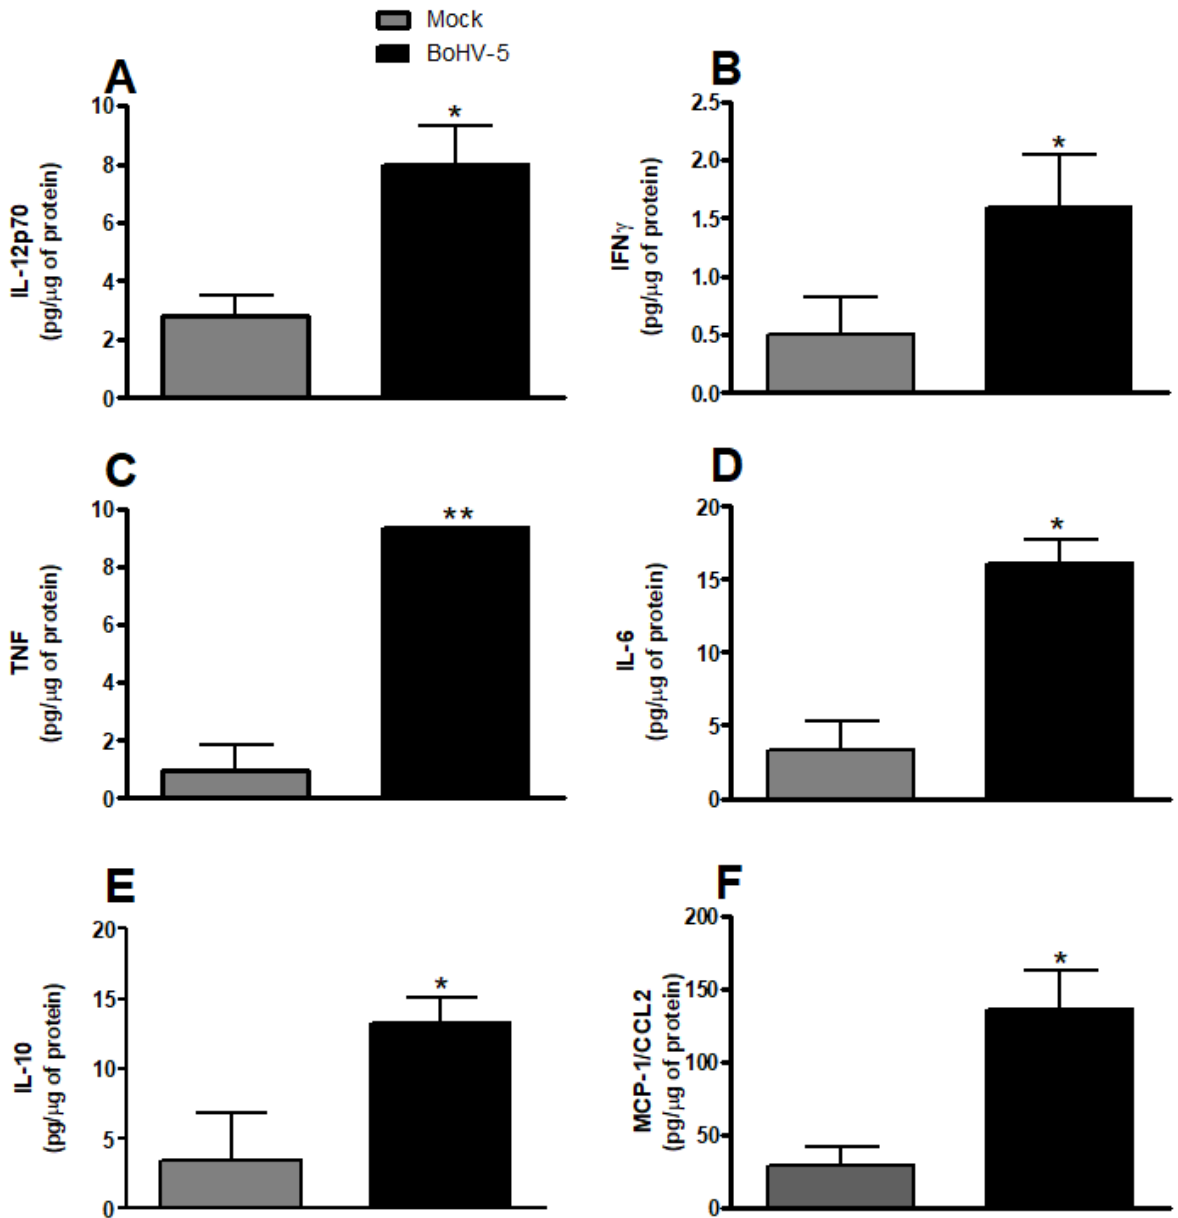 Mock
BoHV-5
A
IL-12p70
(pg/µg of protein)
10
8
6
4
2
0
*
B
IFNγ
(pg/µg of protein)
2.5
2.0
1.5
1.0
0.5
0.0
*
C
TNF
(pg/µg of protein)
10
8
6
4
2
0
**
D
IL-6
(pg/µg of protein)
20
15
10
5
0
*
E
IL-10
(pg/µg of protein)
20
15
10
5
0
*
F
MCP-1/CCL2
(pg/µg of protein)
200
150
100
50
0
*